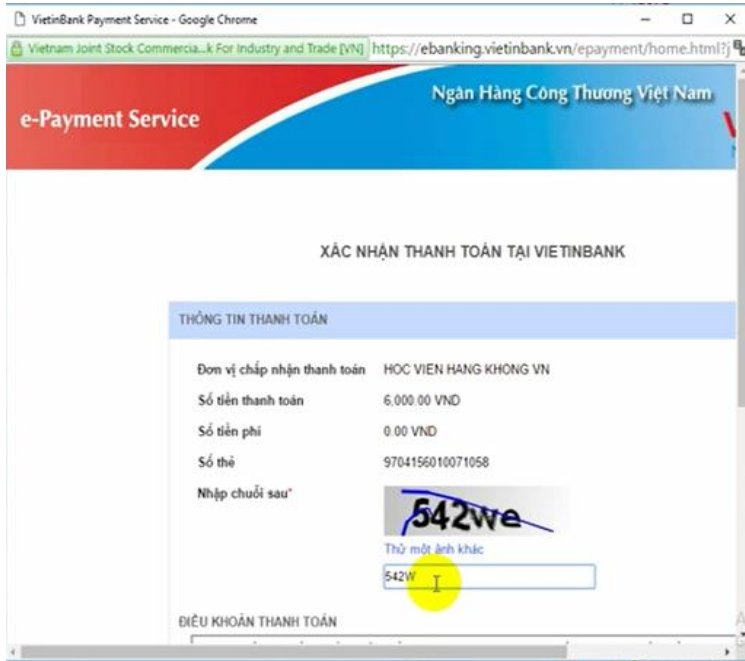 VietinBank Payment Service - Google Chrome
Vietnam Joint Stock Commercia...k For Industry and Trade [VN] https://ebanking.vietinbank.vn/epayment/home.html?j
e-Payment Service
Ngân Hàng Công Thương Việt Nam
XÁC NHẬN THANH TOÁN TẠI VIETINBANK
THÔNG TIN THANH TOÁN
Đơn vị chấp nhận thanh toán HOC VIEN HANG KHONG VN
Số tiền thanh toán 6,000.00 VND
Số tiền phí 0.00 VND
Số thẻ 9704156010071058
Nhập chuỗi sau*
542we
Thử một ảnh khác
542W
ĐIỀU KHOẢN THANH TOÁN